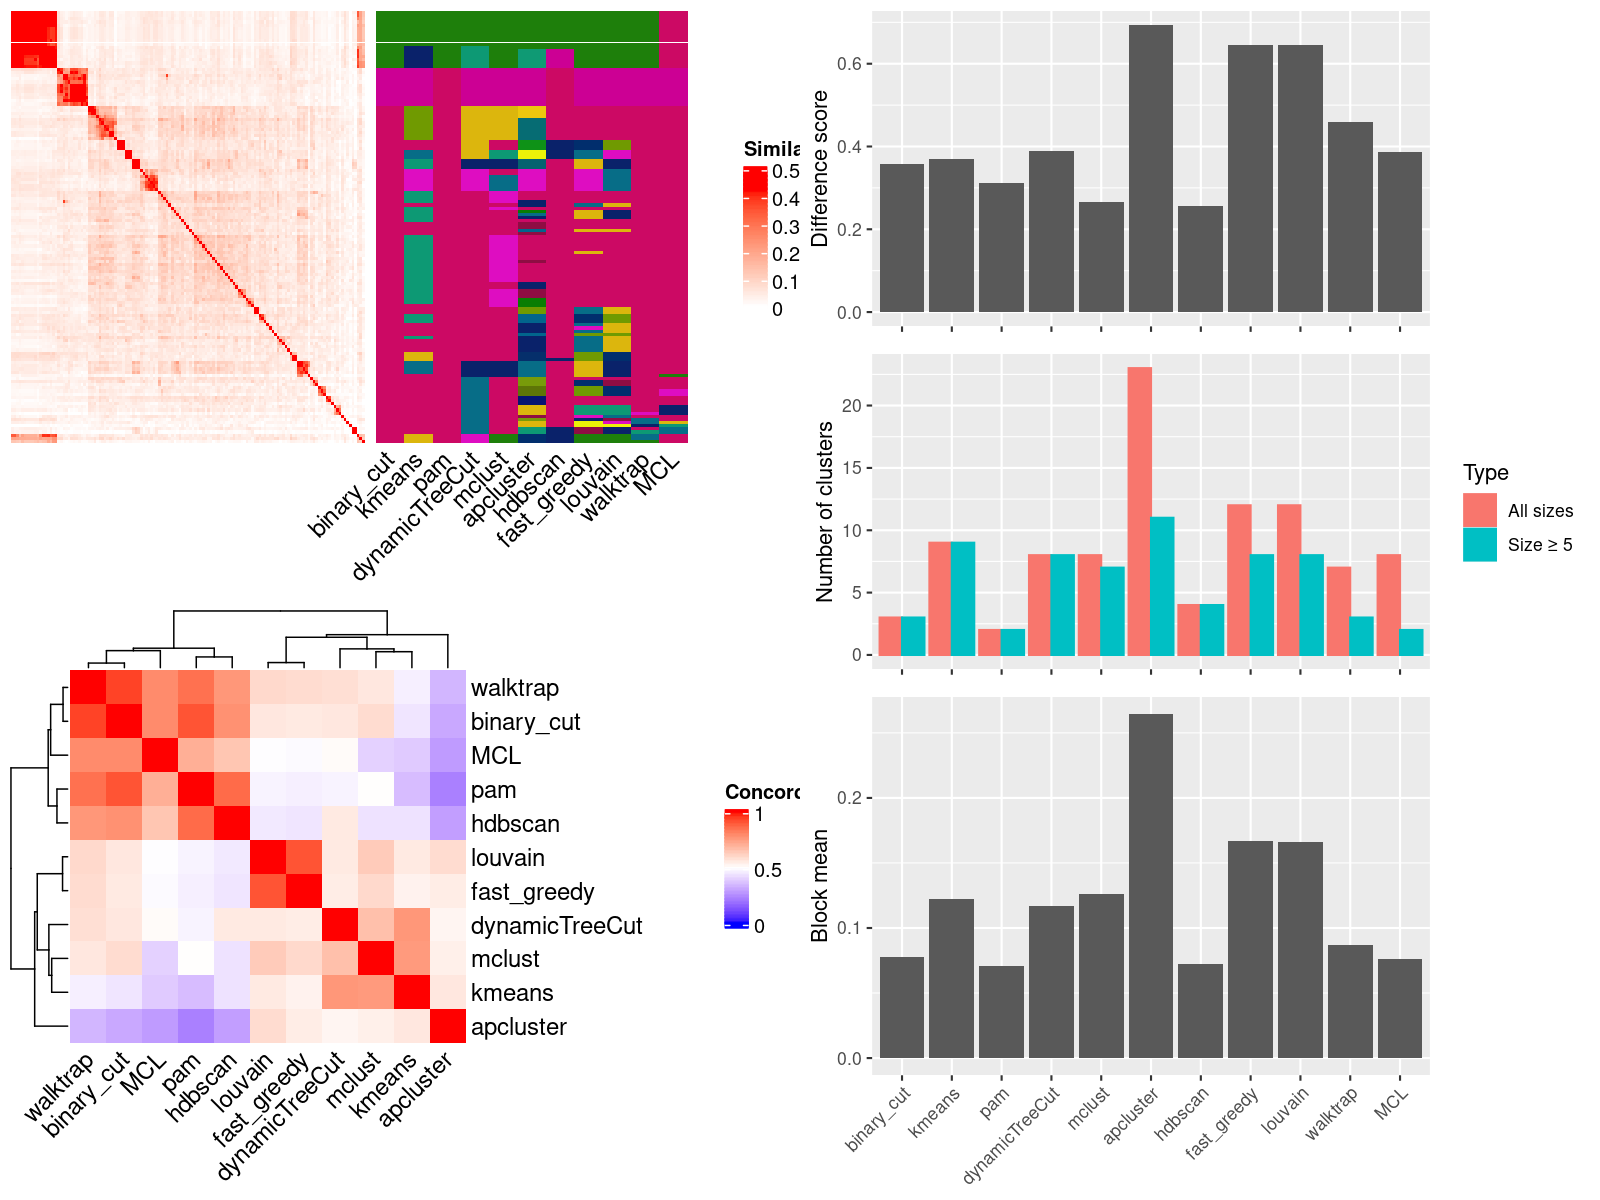 Simila
0.5
0.4
0.3
0.2
0.1
0
binary_cut
kmeans
pam
dynamicTreeCut
mclust
apcluster
hdbscan
fast_greedy
louvain
walktrap
MCL
Difference score
0.6
0.4
0.2
0.0
Number of clusters
20
15
10
5
0
Type
All sizes
Size ≥ 5
walktrap
binary_cut
MCL
pam
hdbscan
louvain
fast_greedy
dynamicTreeCut
mclust
kmeans
apcluster
walktrap
binary_cut
MCL
pam
hdbscan
louvain
fast_greedy
dynamicTreeCut
mclust
kmeans
apcluster
Concord
1
0.5
0
Block mean
0.2
0.1
0.0
binary_cut
kmeans
pam
dynamicTreeCut
mclust
apcluster
hdbscan
fast_greedy
louvain
walktrap
MCL